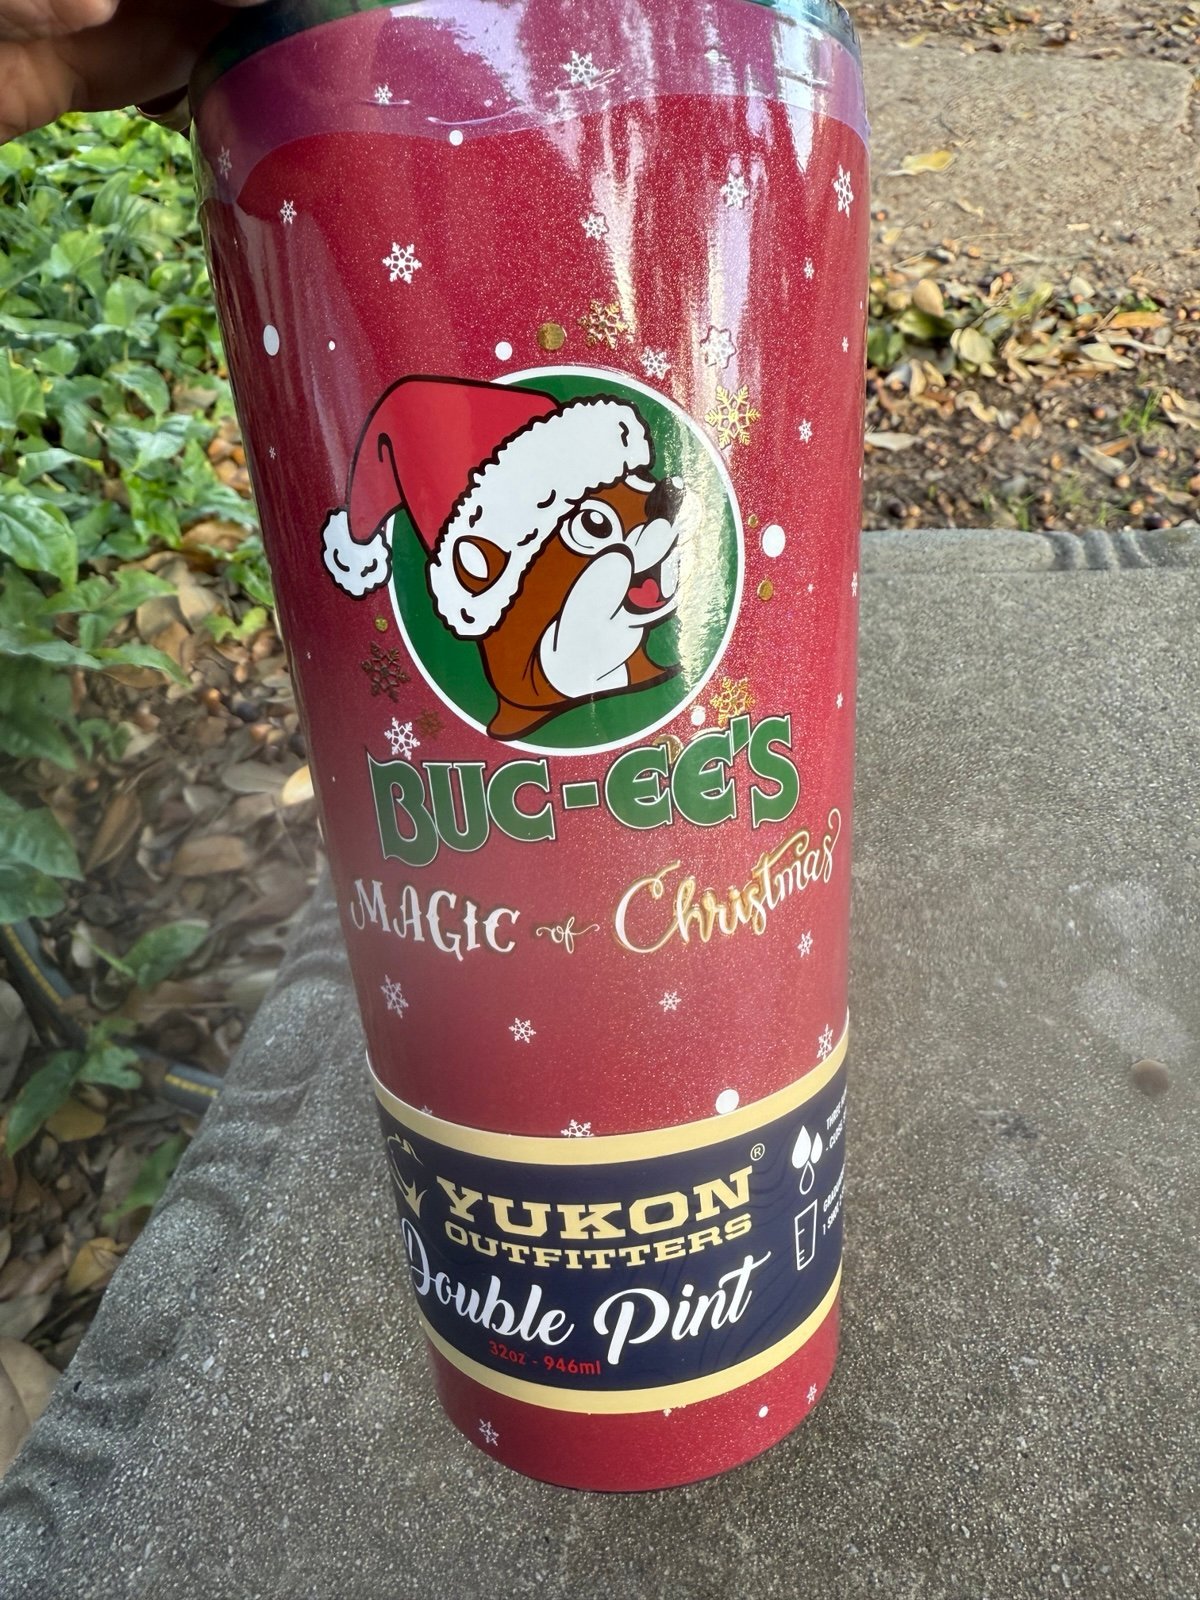 BUC-EE'S
MAGIC of Christmas
YUKON®
OUTFITTERS
Double Pint
32oz - 946ml